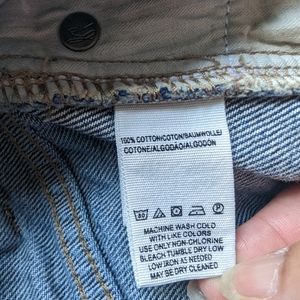 100% COTTON/COTON/BAUMWOLLE/
COTONE/ALGODÃO/ALGODON
MACHINE WASH COLD
WITH LIKE COLORS
USE ONLY NON-CHLORINE
BLEACH TUMBLE DRY LOW
LOW IRON AS NEEDED
MAY BE DRY CLEANED